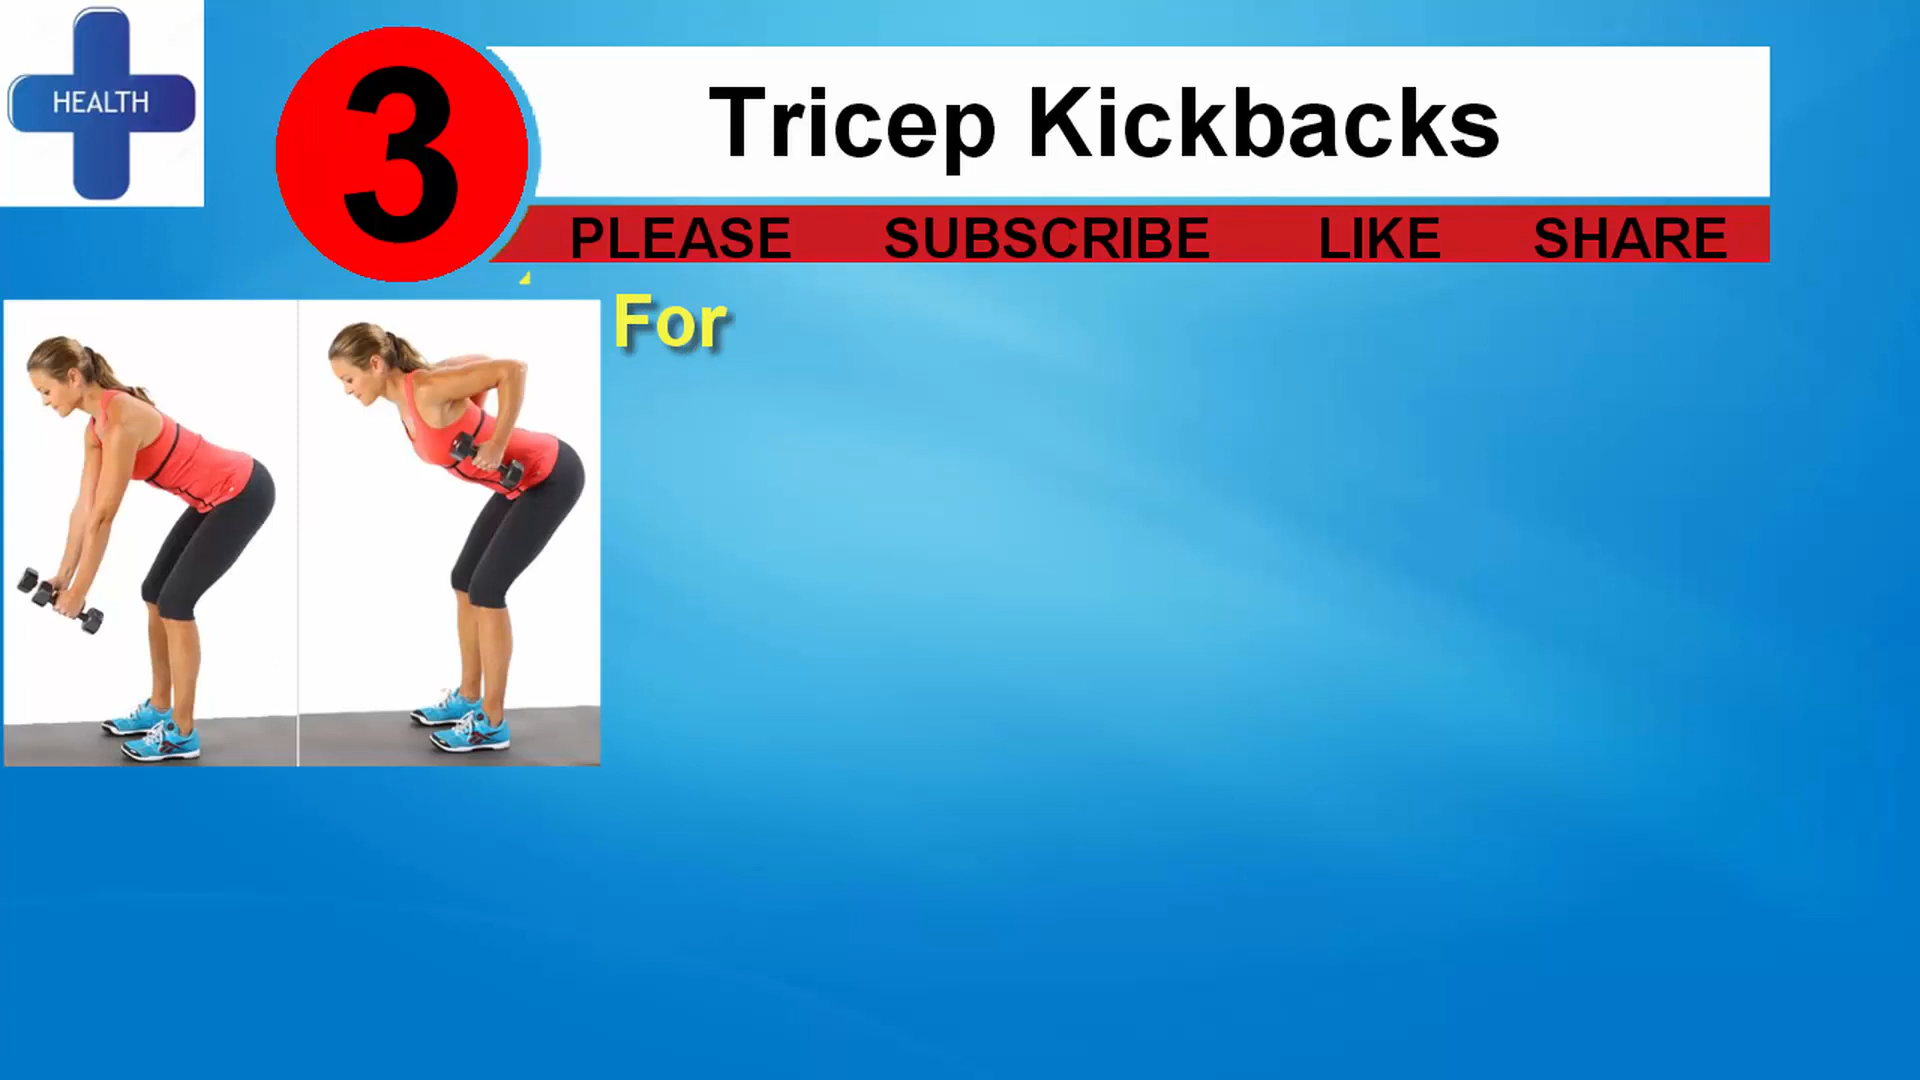 HEALTH
3
Tricep Kickbacks
PLEASE SUBSCRIBE LIKE SHARE
For